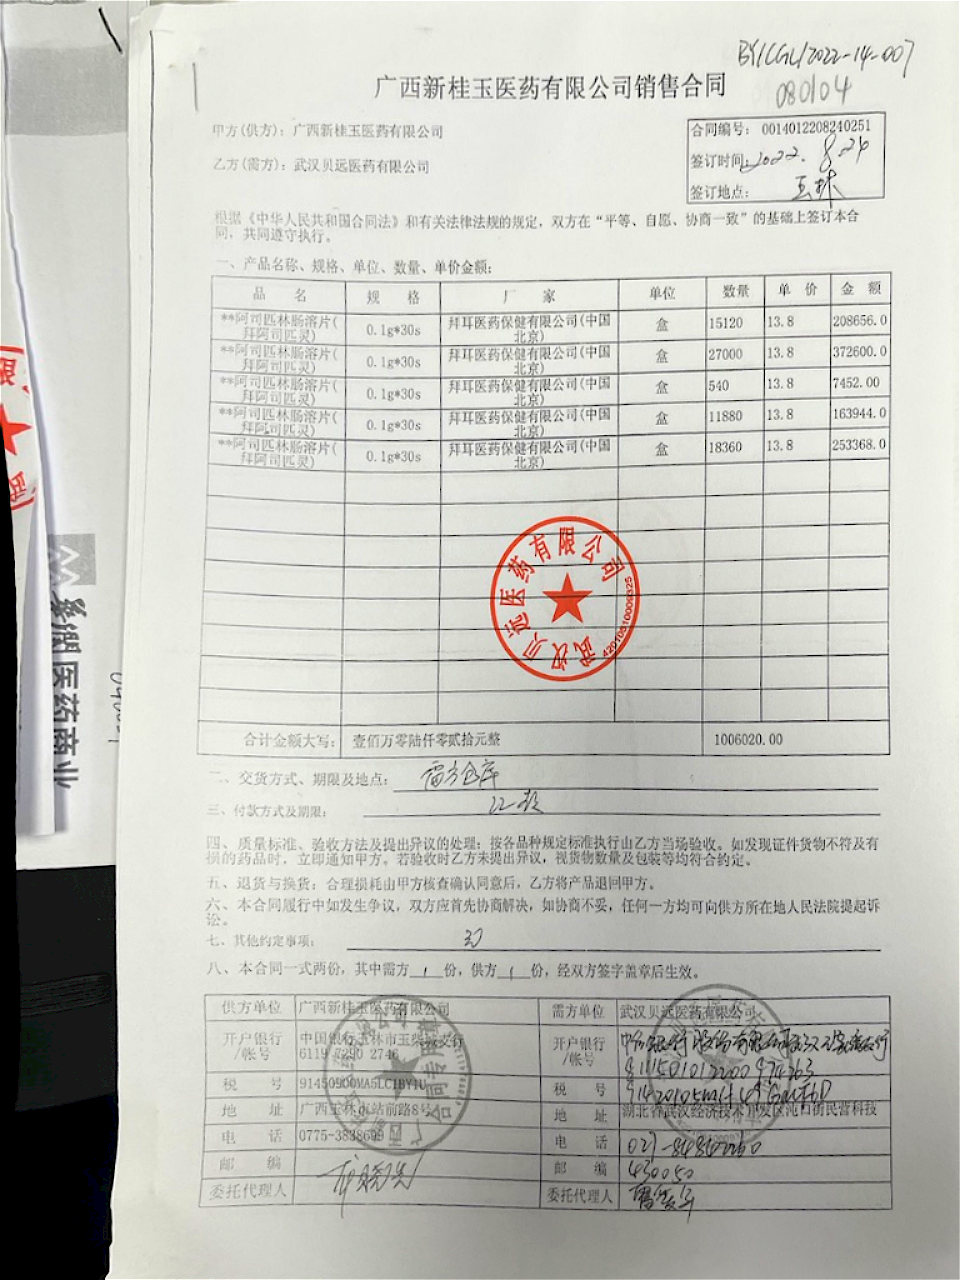 BYICGL/2022-14-007
080104
广西新桂玉医药有限公司销售合同
甲方(供方): 广西新桂玉医药有限公司
乙方(需方): 武汉贝远医药有限公司
合同编号: 0014012208240251
签订时间: 2022.8.24
签订地点: 玉林
根据《中华人民共和国合同法》和有关法律法规的规定，双方在“平等、自愿、协商一致”的基础上签订本合
同，共同遵守执行。
一、产品名称、规格、单位、数量、单价金额:
品 名 规 格 厂 家 单位 数量 单 价 金 额
**阿司匹林肠溶片(拜阿司匹灵) 0.1g*30s 拜耳医药保健有限公司(中国北京) 盒 15120 13.8 208656.0
**阿司匹林肠溶片(拜阿司匹灵) 0.1g*30s 拜耳医药保健有限公司(中国北京) 盒 27000 13.8 372600.0
**阿司匹林肠溶片(拜阿司匹灵) 0.1g*30s 拜耳医药保健有限公司(中国北京) 盒 540 13.8 7452.00
**阿司匹林肠溶片(拜阿司匹灵) 0.1g*30s 拜耳医药保健有限公司(中国北京) 盒 11880 13.8 163944.0
**阿司匹林肠溶片(拜阿司匹灵) 0.1g*30s 拜耳医药保健有限公司(中国北京) 盒 18360 13.8 253368.0
武汉贝远医药有限公司
合计金额大写: 壹佰万零陆仟零贰拾元整 1006020.00
二、交货方式、期限及地点: 需方仓库
三、付款方式及期限:
四、质量标准、验收方法及提出异议的处理: 按各品种规定标准执行由乙方当场验收。如发现证件货物不符及有
损的药品时，立即通知甲方。若验收时乙方未提出异议，视货物数量及包装等均符合约定。
五、退货与换货: 合理损耗由甲方核查确认同意后，乙方将产品退回甲方。
六、本合同履行中如发生争议，双方应首先协商解决，如协商不妥，任何一方均可向供方所在地人民法院提起诉
讼。
七、其他约定事项:
八、本合同一式两份，其中需方1份，供方1份，经双方签字盖章后生效。
供方单位 广西新桂玉医药有限公司 需方单位 武汉贝远医药有限公司
开户银行/帐号 中国银行玉林市玉柴 6119 7290 2746 开户银行/帐号
税 号 税 号
地 址 广西玉林 站前路8号 地 址 湖北省武汉经济技术开发区沌口街民营科技
电 话 0775-3838699 电 话
邮 编 邮 编 430050
委托代理人 委托代理人
医药商业